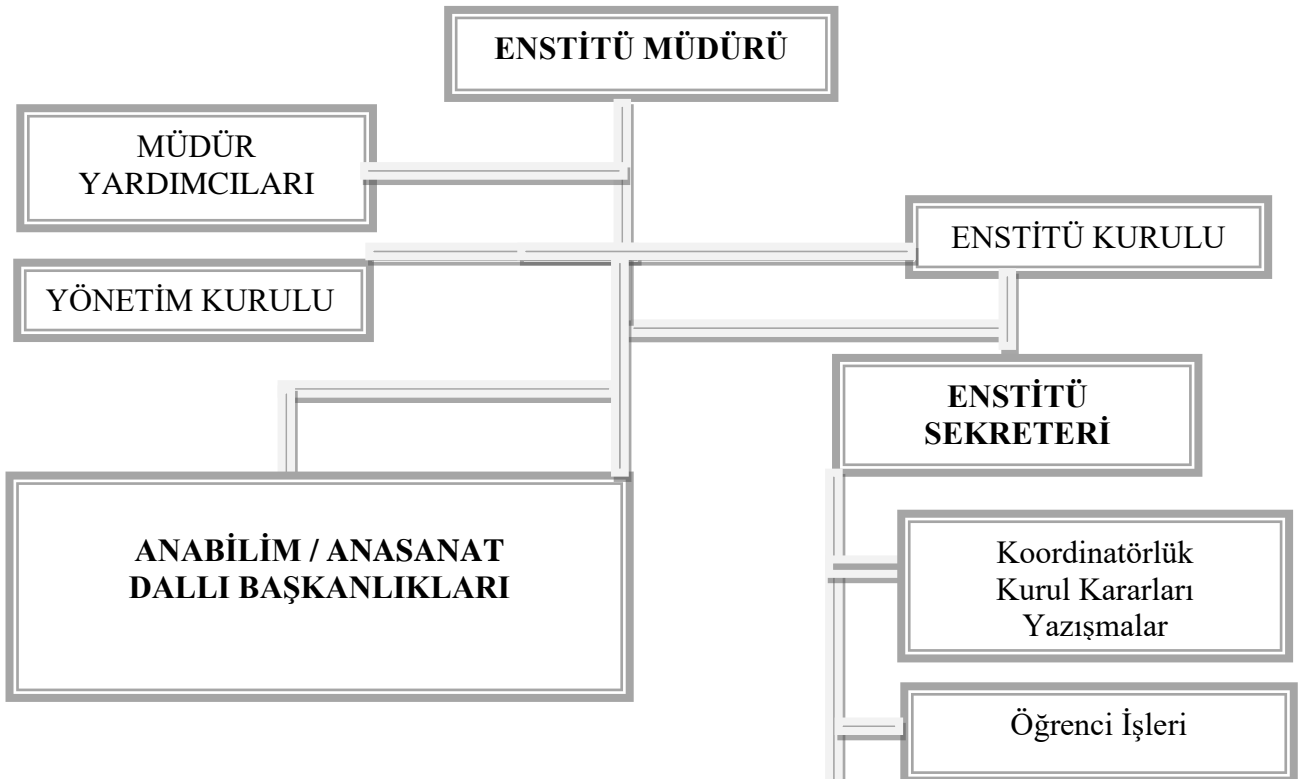 ENSTİTÜ MÜDÜRÜ
MÜDÜR
YARDIMCILARI
ENSTİTÜ KURULU
YÖNETİM KURULU
ENSTİTÜ
SEKRETERİ
ANABİLİM / ANASANAT
DALLI BAŞKANLIKLARI
Koordinatörlük
Kurul Kararları
Yazışmalar
Öğrenci İşleri